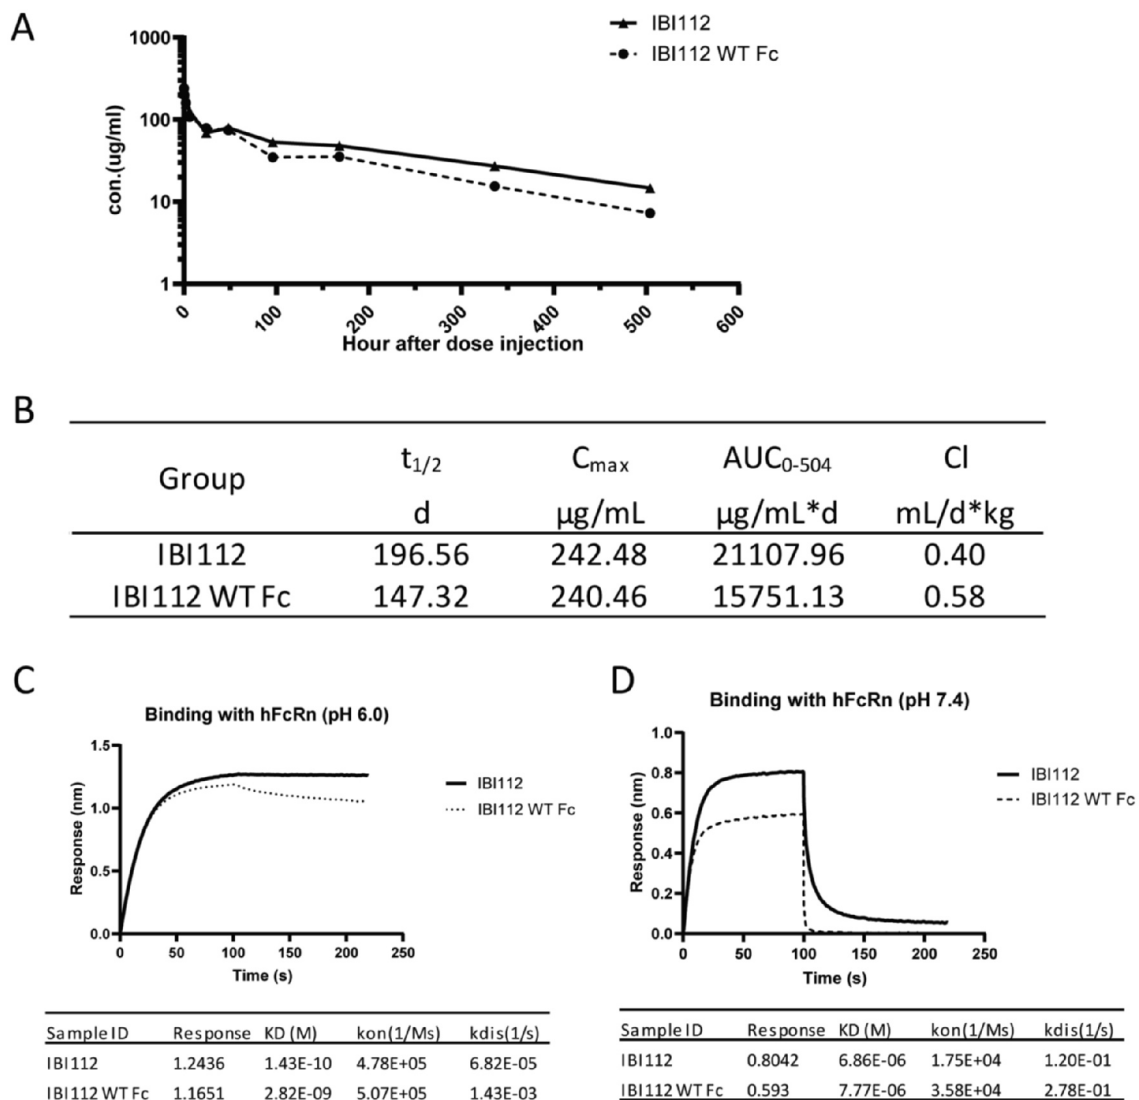 A
IBI112
IBI112 WT Fc
1000
100
10
1
con.(ug/ml)
0
100
200
300
400
500
600
Hour after dose injection
B
Group t1/2 Cmax AUC0-504 Cl
d µg/mL µg/mL*d mL/d*kg
IBI112 196.56 242.48 21107.96 0.40
IBI112 WT Fc 147.32 240.46 15751.13 0.58
C
Binding with hFcRn (pH 6.0)
1.5
1.0
0.5
0.0
Response (nm)
0 50 100 150 200 250
Time (s)
IBI112
IBI112 WT Fc
Sample ID Response KD (M) kon(1/Ms) kdis(1/s)
IBI112 1.2436 1.43E-10 4.78E+05 6.82E-05
IBI112 WT Fc 1.1651 2.82E-09 5.07E+05 1.43E-03
D
Binding with hFcRn (pH 7.4)
1.0
0.8
0.6
0.4
0.2
0.0
Response (nm)
0 50 100 150 200 250
Time (s)
IBI112
IBI112 WT Fc
Sample ID Response KD (M) kon(1/Ms) kdis(1/s)
IBI112 0.8042 6.86E-06 1.75E+04 1.20E-01
IBI112 WT Fc 0.593 7.77E-06 3.58E+04 2.78E-01